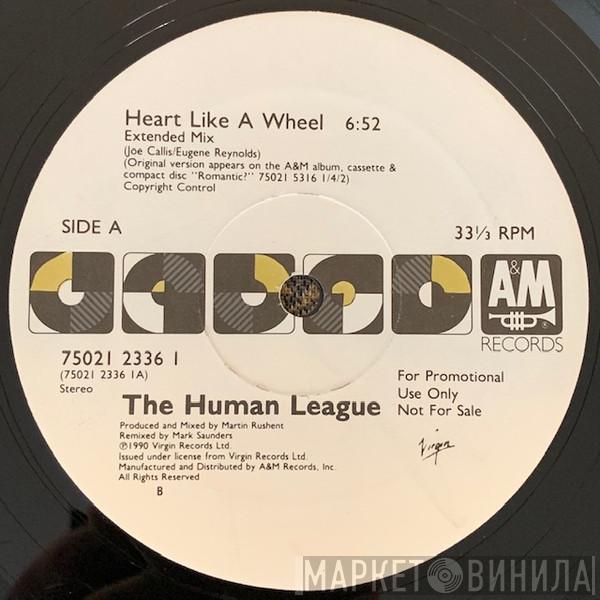 Heart Like A Wheel 6:52
Extended Mix
(Joe Callis/Eugene Reynolds)
(Original version appears on the A&M album, cassette &
compact disc "Romantic?" 75021 5316 1/4/2)
Copyright Control
SIDE A
33⅓ RPM
A&M
RECORDS
75021 2336 1
(75021 2336 1A)
Stereo
For Promotional
Use Only
Not For Sale
The Human League
Produced and Mixed by Martin Rushent
Remixed by Mark Saunders
℗1990 Virgin Records Ltd.
Issued under license from Virgin Records Ltd.
Manufactured and Distributed by A&M Records, Inc.
All Rights Reserved
B
Virgin
МАРКЕТ ВИНИЛА